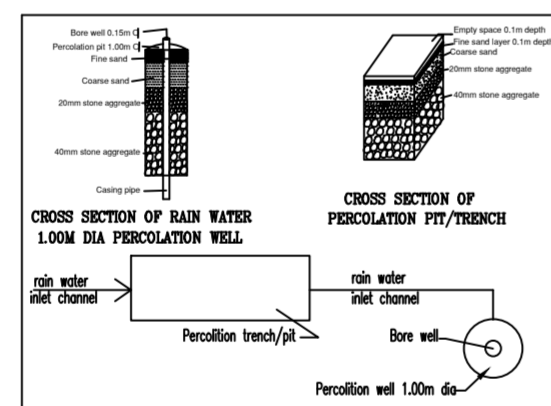 Bore well 0.15m
Percolation pit 1.00m
Fine sand
Coarse sand
20mm stone aggregate
40mm stone aggregate
Casing pipe
CROSS SECTION OF RAIN WATER
1.00M DIA PERCOLATION WELL
Empty space 0.1m depth
Fine sand layer 0.1m dept
Coarse sand
20mm stone aggregate
40mm stone aggregate
CROSS SECTION OF
PERCOLATION PIT/TRENCH
rain water
inlet channel
Percolition trench/pit
rain water
inlet channel
Bore well
Percolition well 1.00m dia